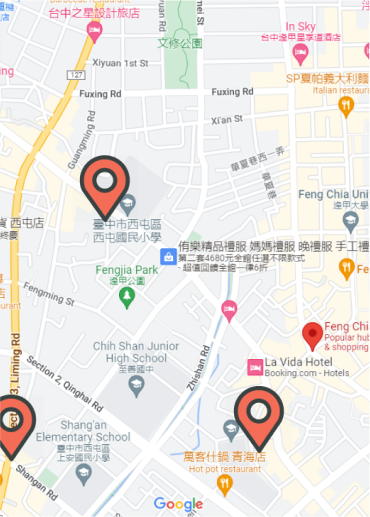 台中之星設計旅店
文修公園
mei St
In Sky
台中逢甲星享道酒店
Xiyuan 1st St
127
SP夏帕義大利麵
Italian restaurant
Fuxing Rd
Fuxing Rd
Guangming Rd
Xi'an St
華夏巷西一弄
華夏巷
Feng Chia Uni
逢甲大學
臺中市西屯區
西屯國民小學
貨 西屯店
侑樂精品禮服 媽媽禮服 晚禮服 手工禮
第二套4680元全館任選不限款式
- 超值回饋全館一律6折
Fengjia Park
逢甲公園
Fengming St
Feng Chi
Popular hub
& shopping
Chih Shan Junior
High School
至善國中
Zhishan Rd
La Vida Hotel
Booking.com - Hotels
Section 2, Qinghai Rd
3, Liming Rd
Shang'an
Elementary School
臺中市西屯區
上安國民小學
Shangan Rd
萬客什鍋 青海店
Hot pot restaurant
Google